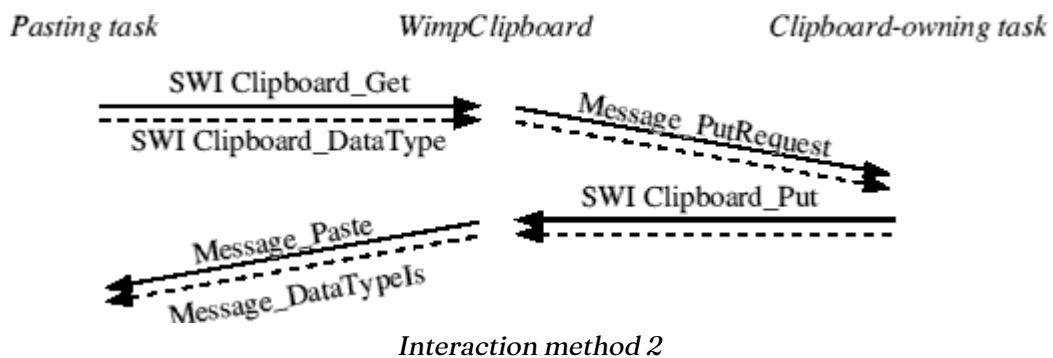 Pasting task WimpClipboard Clipboard-owning task
SWI Clipboard_Get
SWI Clipboard_DataType
Message_PutRequest
SWI Clipboard_Put
Message_Paste
Message_DataTypeIs
Interaction method 2